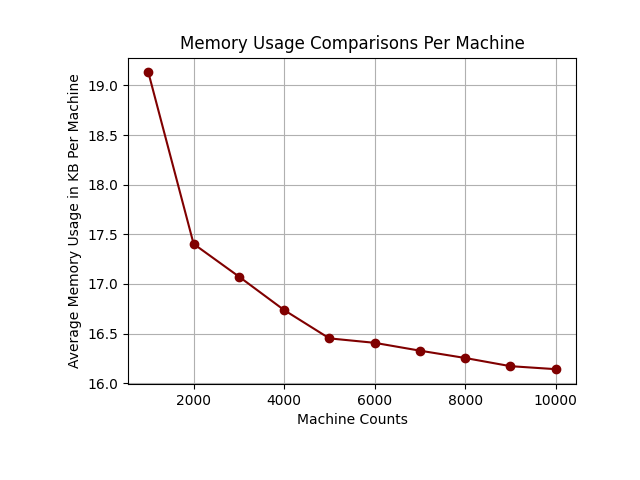 Memory Usage Comparisons Per Machine
Average Memory Usage in KB Per Machine
19.0
18.5
18.0
17.5
17.0
16.5
16.0
2000 4000 6000 8000 10000
Machine Counts